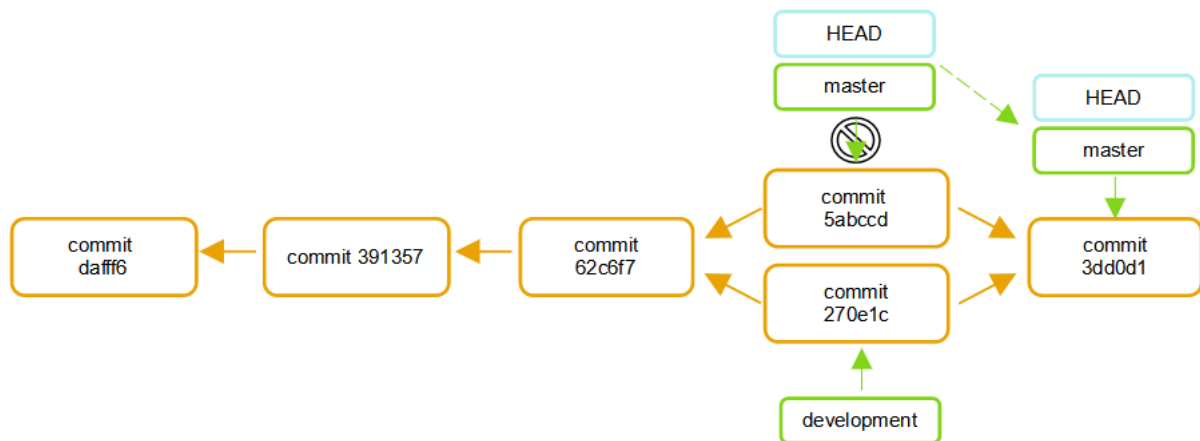 HEAD
master
HEAD
master
commit
dafff6
commit 391357
commit
62c6f7
commit
5abccd
commit
270e1c
commit
3dd0d1
development